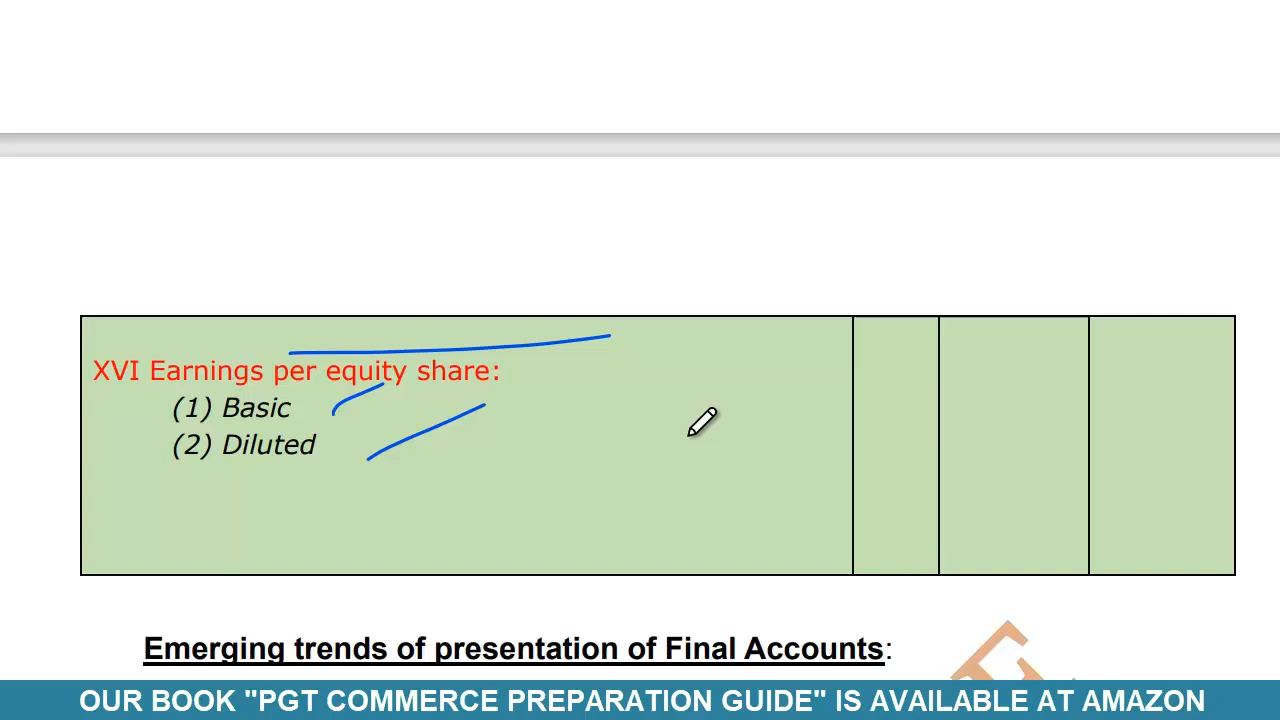 XVI Earnings per equity share:
(1) Basic
(2) Diluted
Emerging trends of presentation of Final Accounts:
OUR BOOK "PGT COMMERCE PREPARATION GUIDE" IS AVAILABLE AT AMAZON